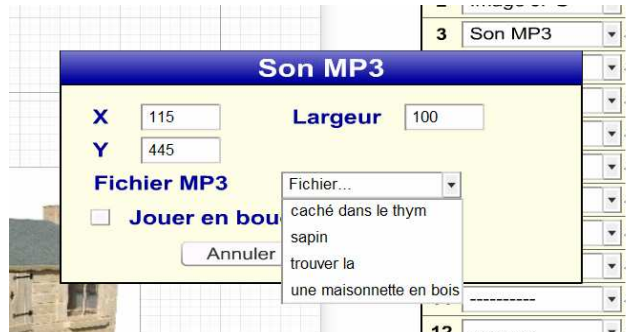 3 Son MP3
Son MP3
X 115 Largeur 100
Y 445
Fichier MP3 Fichier...
caché dans le thym
Jouer en bou
sapin
Annuler
trouver la
une maisonnette en bois
----------